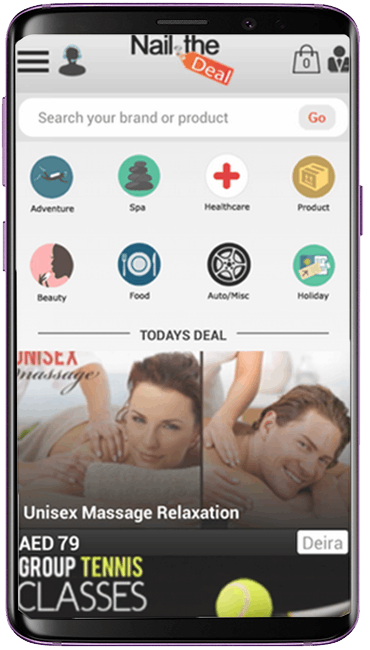 Nail the
Deal
0
Search your brand or product
Go
Adventure
Spa
Healthcare
Product
Beauty
Food
Auto/Misc
Holiday
TODAYS DEAL
UNISEX
massage
Unisex Massage Relaxation
AED 79
Deira
GROUP TENNIS
CLASSES